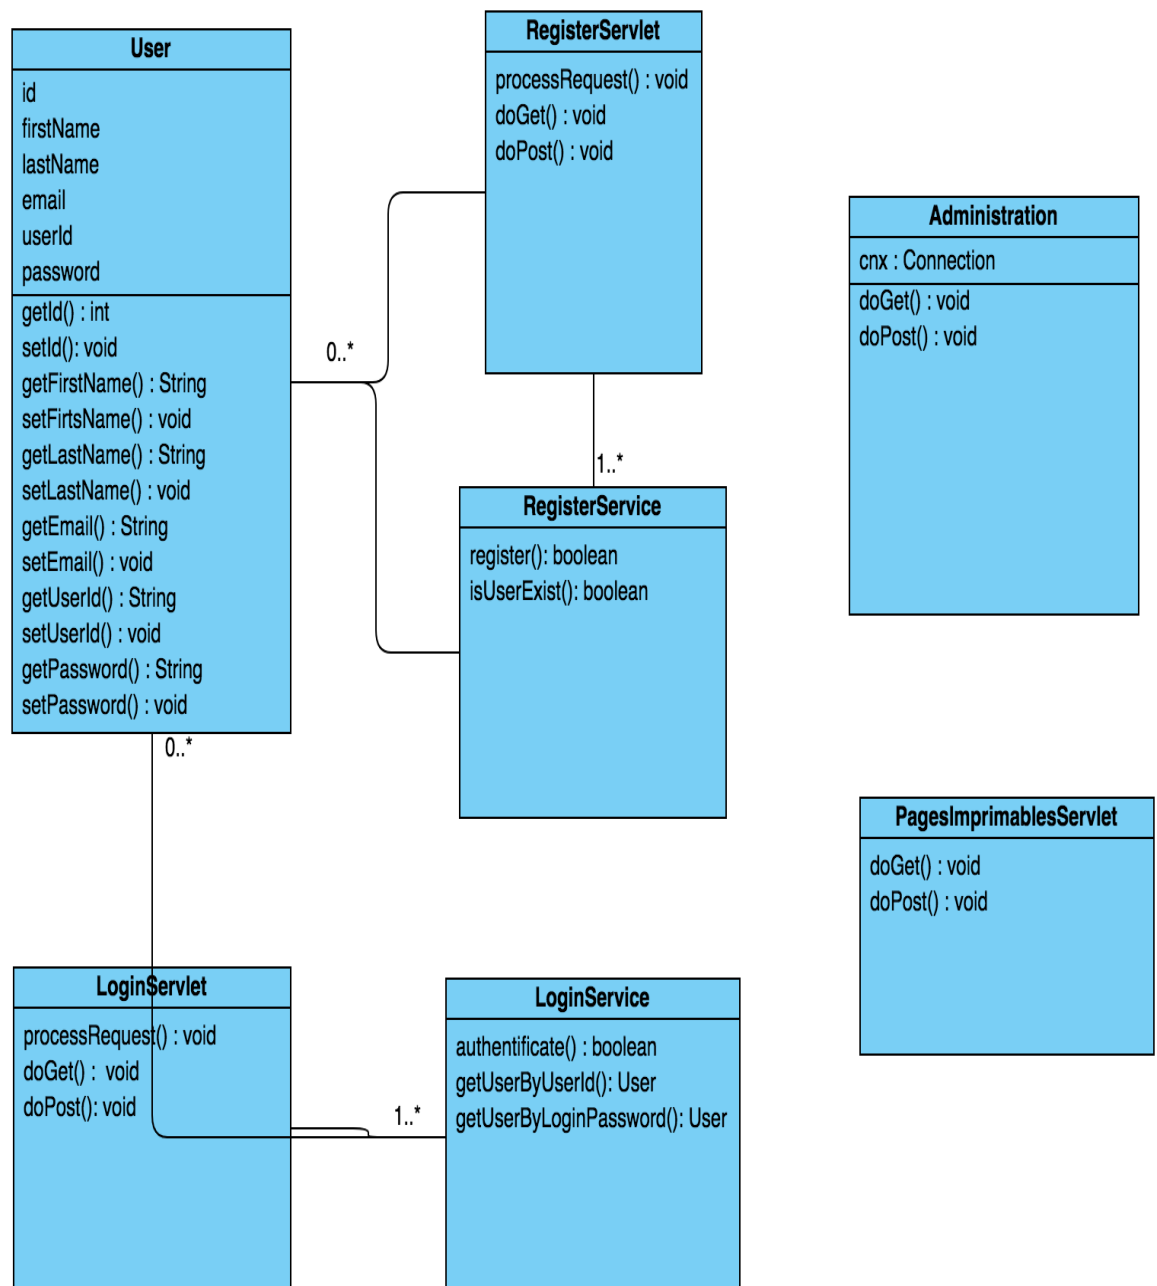 User
id
firstName
lastName
email
userId
password
getId() : int
setId(): void
getFirstName() : String
setFirtsName() : void
getLastName() : String
setLastName() : void
getEmail() : String
setEmail() : void
getUserId() : String
setUserId() : void
getPassword() : String
setPassword() : void
0..*
0..*
RegisterServlet
processRequest() : void
doGet() : void
doPost() : void
1..*
RegisterService
register(): boolean
isUserExist(): boolean
Administration
cnx : Connection
doGet() : void
doPost() : void
PagesImprimablesServlet
doGet() : void
doPost() : void
LoginServlet
processRequest() : void
doGet() :  void
doPost(): void
1..*
LoginService
authentificate() : boolean
getUserByUserId(): User
getUserByLoginPassword(): User